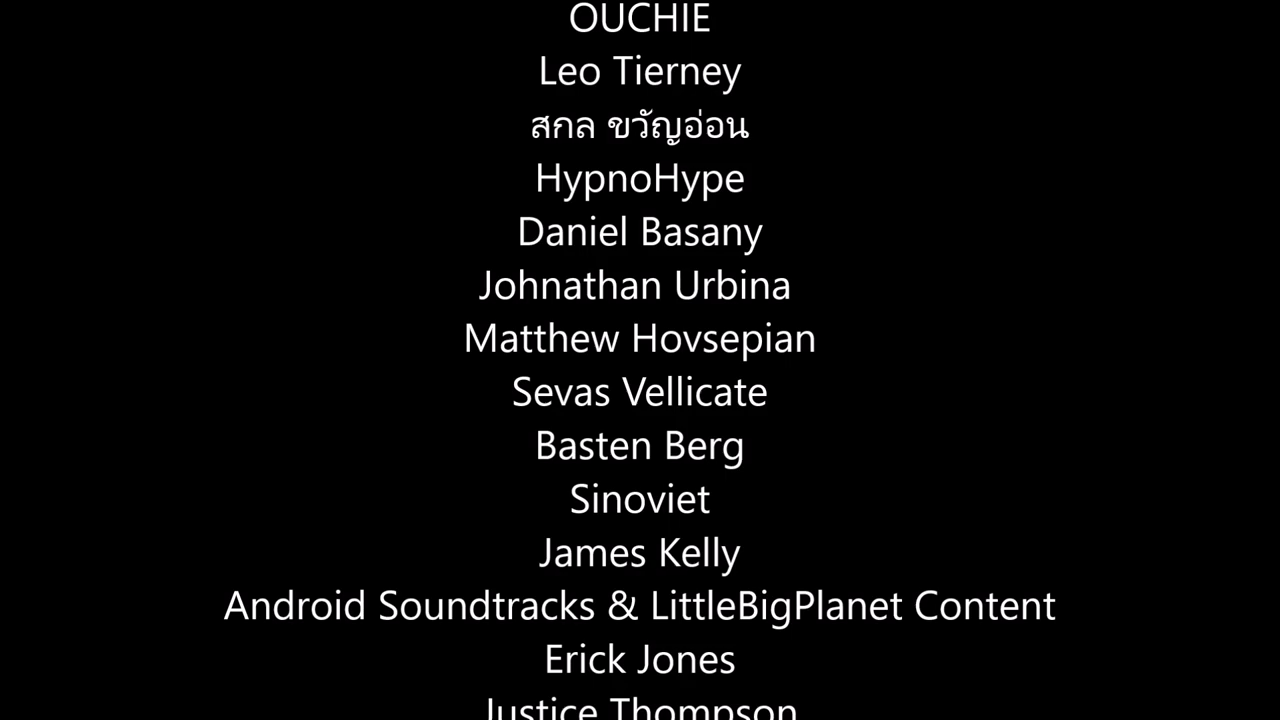 OUCHIE
Leo Tierney
สกล ขวัญอ่อน
HypnoHype
Daniel Basany
Johnathan Urbina
Matthew Hovsepian
Sevas Vellicate
Basten Berg
Sinoviet
James Kelly
Android Soundtracks & LittleBigPlanet Content
Erick Jones
Justice Thompson